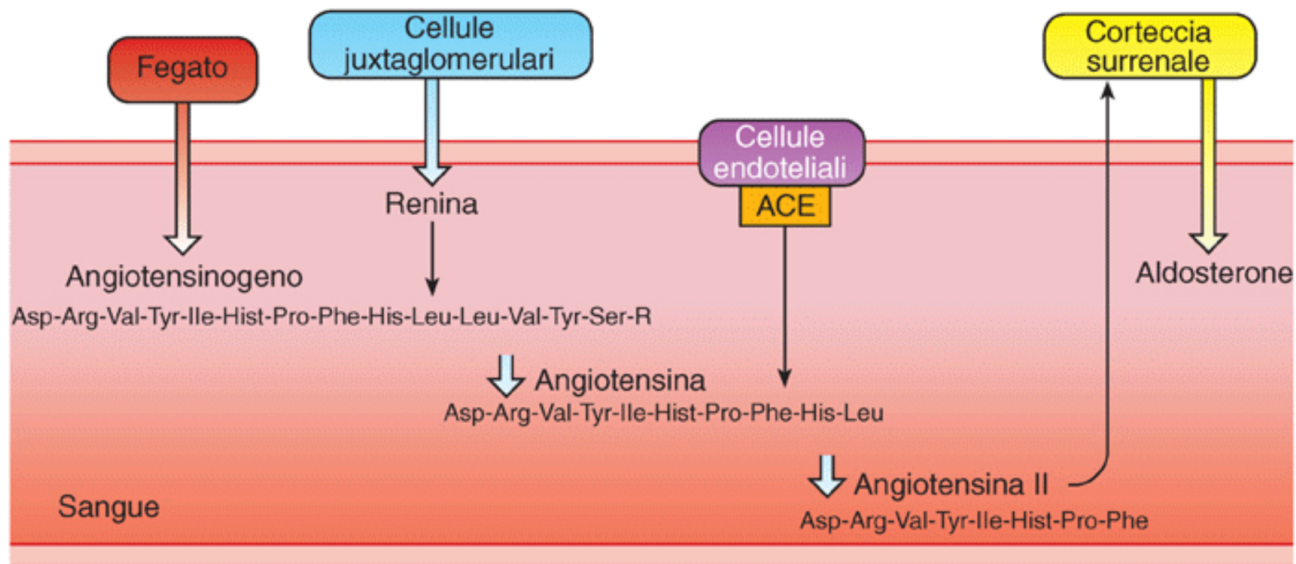 Fegato
Cellule
juxtaglomerulari
Corteccia
surrenale
Cellule
endoteliali
ACE
Renina
Angiotensinogeno
Asp-Arg-Val-Tyr-Ile-Hist-Pro-Phe-His-Leu-Leu-Val-Tyr-Ser-R
Aldosterone
Angiotensina
Asp-Arg-Val-Tyr-Ile-Hist-Pro-Phe-His-Leu
Angiotensina II
Asp-Arg-Val-Tyr-Ile-Hist-Pro-Phe
Sangue